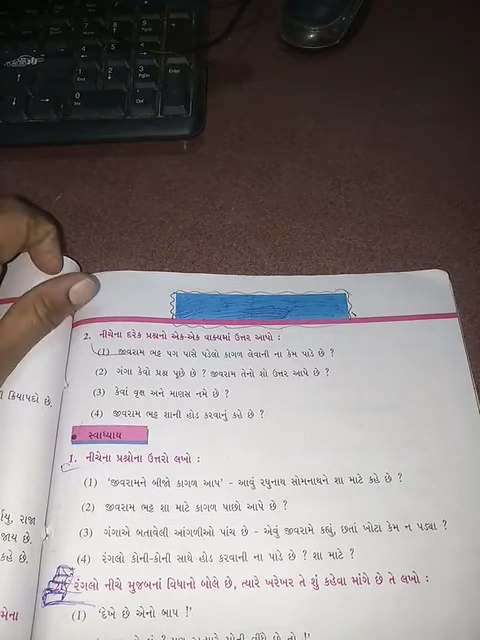 2. નીચેના દરેક પ્રશ્નનો એક-એક વાક્યમાં ઉત્તર આપો :
(1) જીવરામ ભટ્ટ પગ પાસે પડેલો કાગળ લેવાની ના કેમ પાડે છે ?
(2) ગંગા કેવો પ્રશ્ન પૂછે છે ? જીવરામ તેનો શો ઉત્તર આપે છે ?
(3) કેવાં વૃક્ષ અને માણસ નમે છે ?
(4) જીવરામ ભટ્ટ શાની હોડ કરવાનું કહે છે ?
સ્વાધ્યાય
1. નીચેના પ્રશ્નોના ઉત્તરો લખો :
(1) 'જીવરામને બીજો કાગળ આપ' - આવું રઘુનાથ સોમનાથને શા માટે કહે છે ?
(2) જીવરામ ભટ્ટ શા માટે કાગળ પાછો આપે છે ?
(3) ગંગાએ બતાવેલી આંગળીઓ પાંચ છે - એવું જીવરામે કહ્યું, છતાં ખોટા કેમ ન પડ્યા ?
(4) રંગલો કોની-કોની સાથે હોડ કરવાની ના પાડે છે ? શા માટે ?
રંગલો નીચે મુજબનાં વિધાનો બોલે છે, ત્યારે ખરેખર તે શું કહેવા માંગે છે તે લખો :
(1) 'દેખે છે એનો બાપ !'
ક્રિયાપદો છે.
રાજા
જાય છે.
કહે છે.